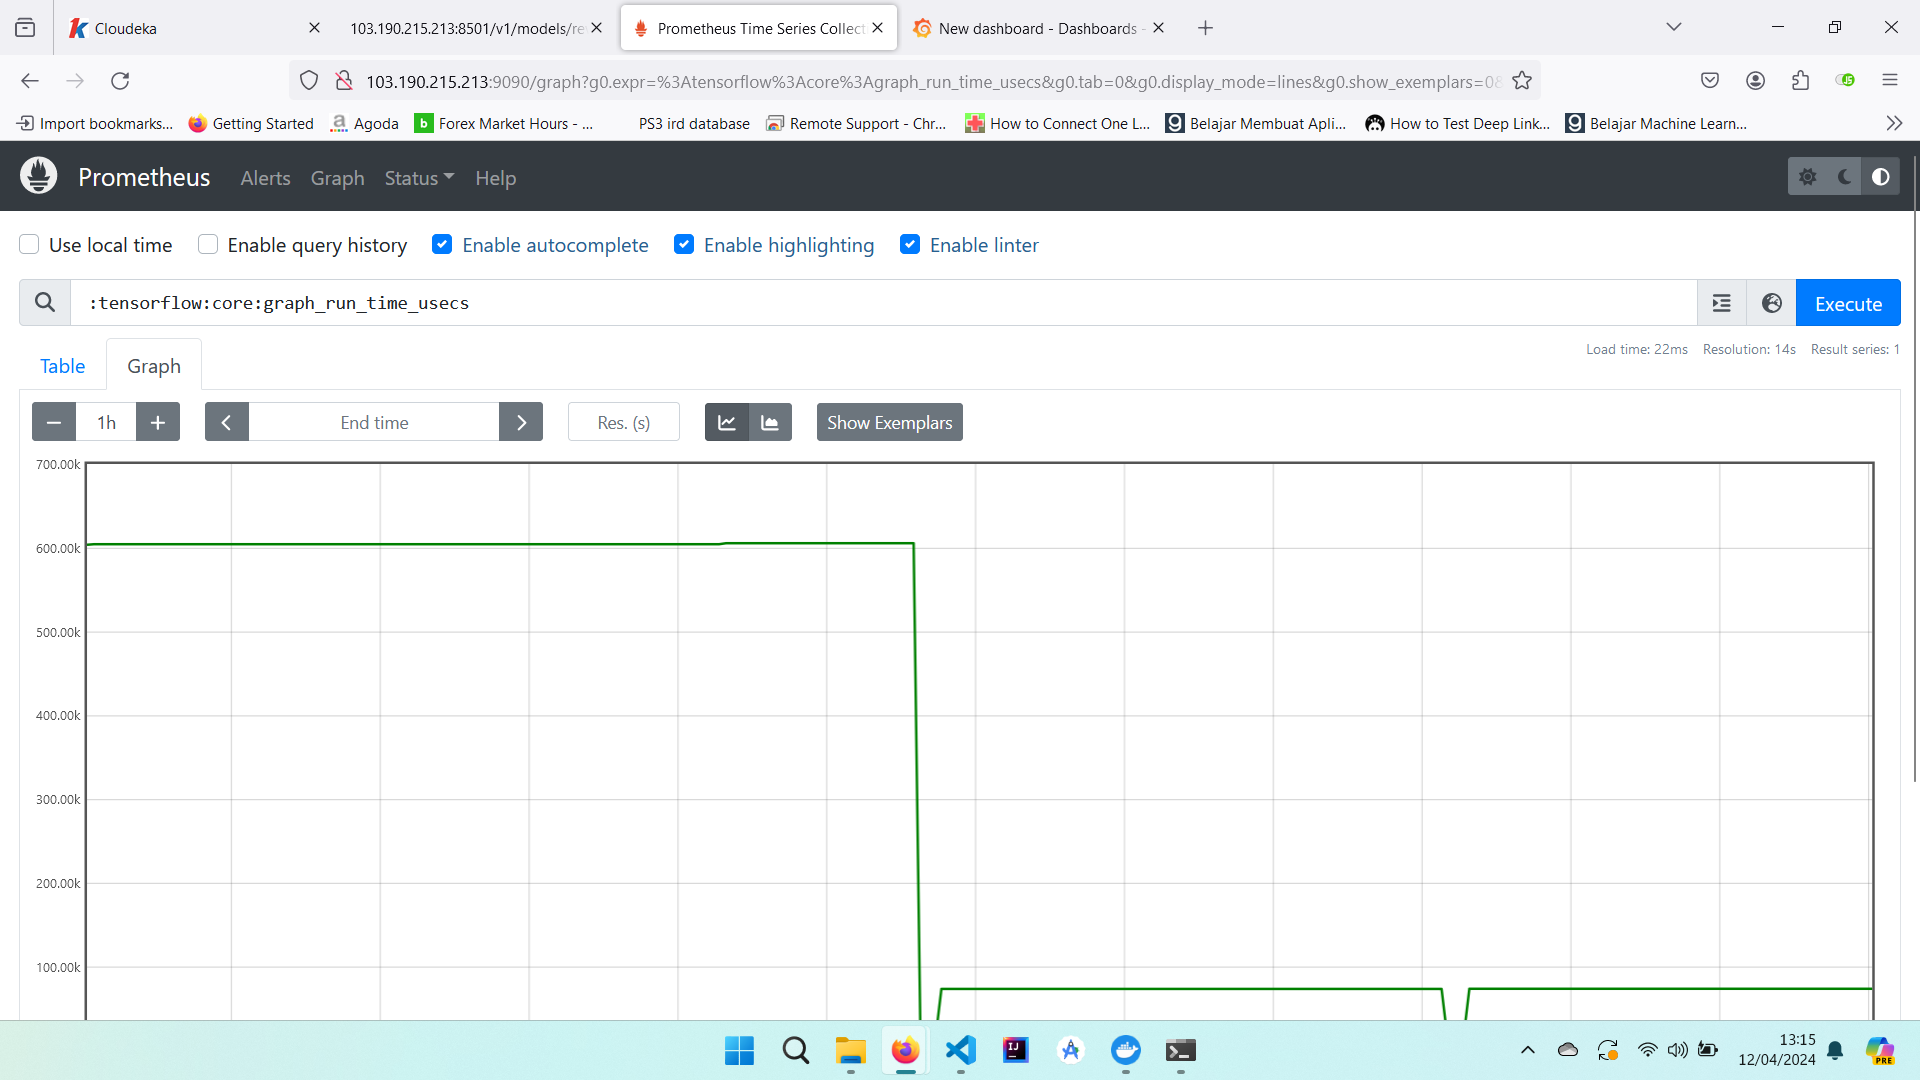 Cloudeka
103.190.215.213:8501/v1/models/re
Prometheus Time Series Collect
New dashboard - Dashboards -
103.190.215.213:9090/graph?g0.expr=%3Atensorflow%3Acore%3Agraph_run_time_usecs&g0.tab=0&g0.display_mode=lines&g0.show_exemplars=0&
Import bookmarks...
Getting Started
Agoda
Forex Market Hours - ...
PS3 ird database
Remote Support - Chr...
How to Connect One L...
Belajar Membuat Apli...
How to Test Deep Link...
Belajar Machine Learn...
Prometheus Alerts Graph Status Help
Use local time Enable query history Enable autocomplete Enable highlighting Enable linter
:tensorflow:core:graph_run_time_usecs
Execute
Table Graph
Load time: 22ms Resolution: 14s Result series: 1
1h
End time
Res. (s)
Show Exemplars
700.00k
600.00k
500.00k
400.00k
300.00k
200.00k
100.00k
13:15
12/04/2024
PRE